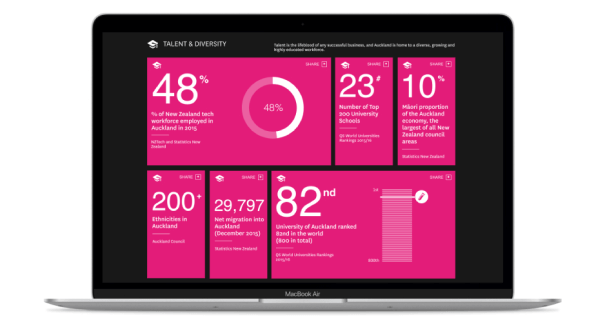 TALENT & DIVERSITY
Talent is the lifeblood of any successful business, and Auckland is home to a diverse, growing and
highly educated workforce.
SHARE
48%
% of New Zealand tech
workforce employed in
Auckland in 2015
NZTech and Statistics New
Zealand
48%
SHARE
23#
Number of Top
200 University
Schools
QS World Universities
Rankings 2015/16
SHARE
10%
Māori proportion
of the Auckland
economy, the
largest of all New
Zealand council
areas
Statistics New Zealand
SHARE
200+
Ethnicities in
Auckland
Auckland Council
SHARE
29,797
Net migration into
Auckland
(December 2015)
Statistics New Zealand
SHARE
82nd
University of Auckland ranked
82nd in the world
(800 in total)
QS World Universities Rankings
2015/16
MacBook Air